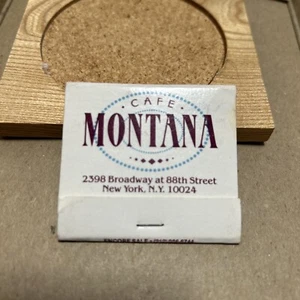 CAFE
MONTANA
2398 Broadway at 88th Street
New York, N.Y. 10024